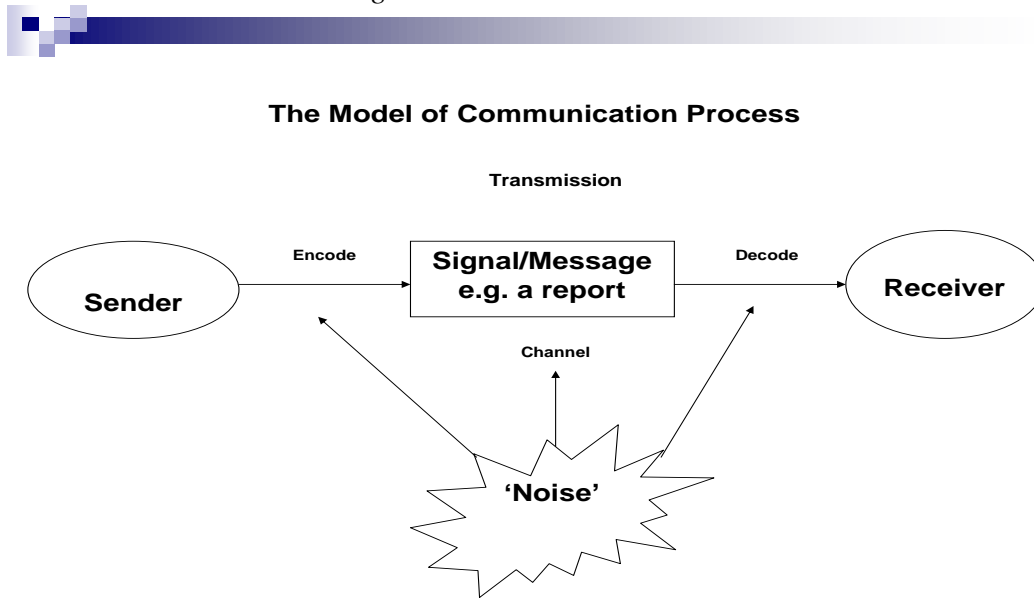 The Model of Communication Process
Transmission
Encode
Signal/Message
e.g. a report
Decode
Sender
Receiver
Channel
‘Noise’